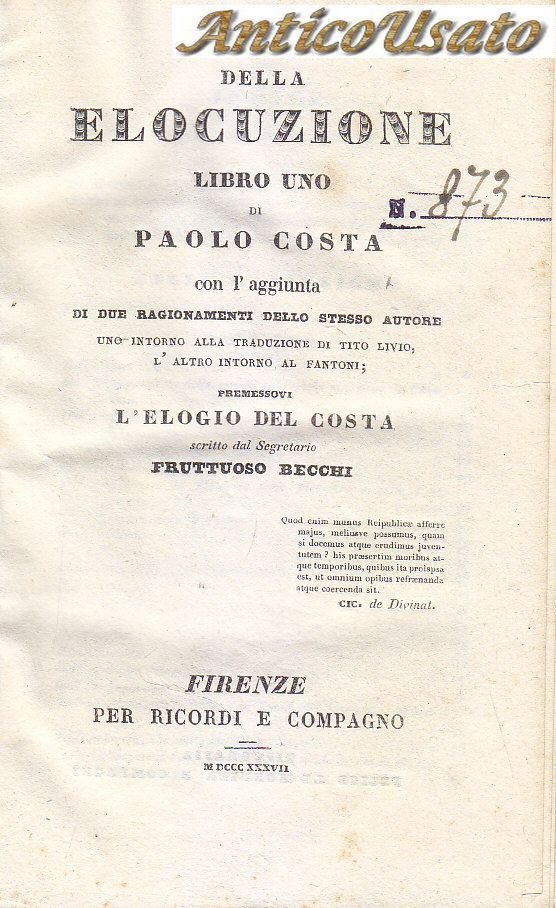 AnticoUsato
DELLA
ELOCUZIONE
LIBRO UNO
DI
N. 873
PAOLO COSTA
con l'aggiunta
DI DUE RAGIONAMENTI DELLO STESSO AUTORE
UNO INTORNO ALLA TRADUZIONE DI TITO LIVIO,
L' ALTRO INTORNO AL FANTONI;
PREMESSOVI
L'ELOGIO DEL COSTA
scritto dal Segretario
FRUTTUOSO BECCHI
Quod enim munus Reipublicæ afferre
majus, meliusve possumus, quam
si docemus atque erudimus juven-
tutem? his præsertim moribus at-
que temporibus, quibus ita prolapsa
est, ut omnium opibus refrænanda
atque coercenda sit.
CIC. de Divinat.
FIRENZE
PER RICORDI E COMPAGNO
M DCCC XXXVII